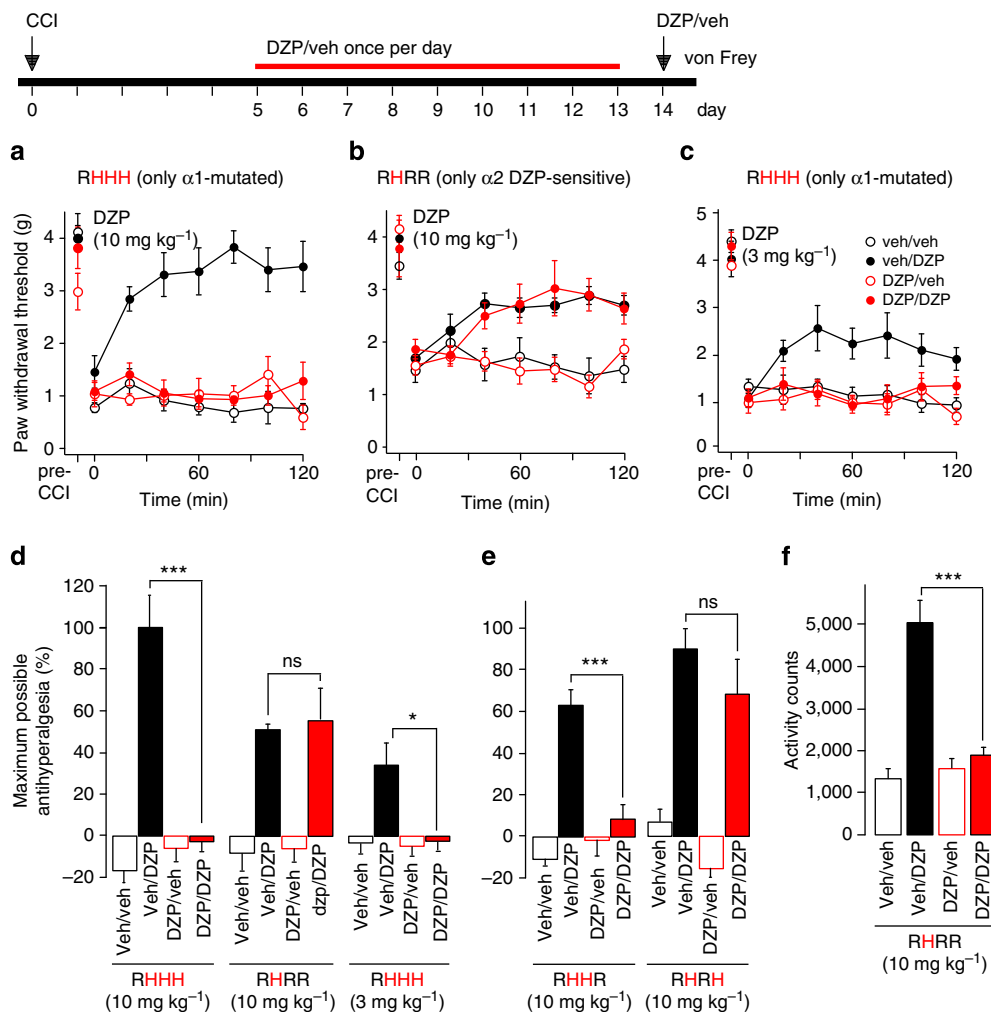 CCI
DZP/veh
DZP/veh once per day
von Frey
0 5 6 7 8 9 10 11 12 13 14 day
a
RHHH (only α1-mutated)
DZP
(10 mg kg⁻¹)
Paw withdrawal threshold (g)
4
3
2
1
0
pre-
CCI
0 60 120
Time (min)
b
RHRR (only α2 DZP-sensitive)
DZP
(10 mg kg⁻¹)
4
3
2
1
0
pre-
CCI
0 60 120
Time (min)
c
RHHH (only α1-mutated)
DZP
(3 mg kg⁻¹)
veh/veh
veh/DZP
DZP/veh
DZP/DZP
5
4
3
2
1
0
pre-
CCI
0 60 120
Time (min)
d
Maximum possible
antihyperalgesia (%)
120
100
80
60
40
20
0
–20
***
ns
*
Veh/veh
Veh/DZP
DZP/veh
DZP/DZP
Veh/veh
Veh/DZP
DZP/veh
dzp/DZP
Veh/veh
Veh/DZP
DZP/veh
DZP/DZP
RHHH
(10 mg kg⁻¹)
RHRR
(10 mg kg⁻¹)
RHHH
(3 mg kg⁻¹)
e
100
80
60
40
20
0
–20
***
ns
Veh/veh
Veh/DZP
DZP/veh
DZP/DZP
Veh/veh
Veh/DZP
DZP/veh
DZP/DZP
RHHR
(10 mg kg⁻¹)
RHRH
(10 mg kg⁻¹)
f
Activity counts
5,000
4,000
3,000
2,000
1,000
0
***
Veh/veh
Veh/DZP
DZP/veh
DZP/DZP
RHRR
(10 mg kg⁻¹)